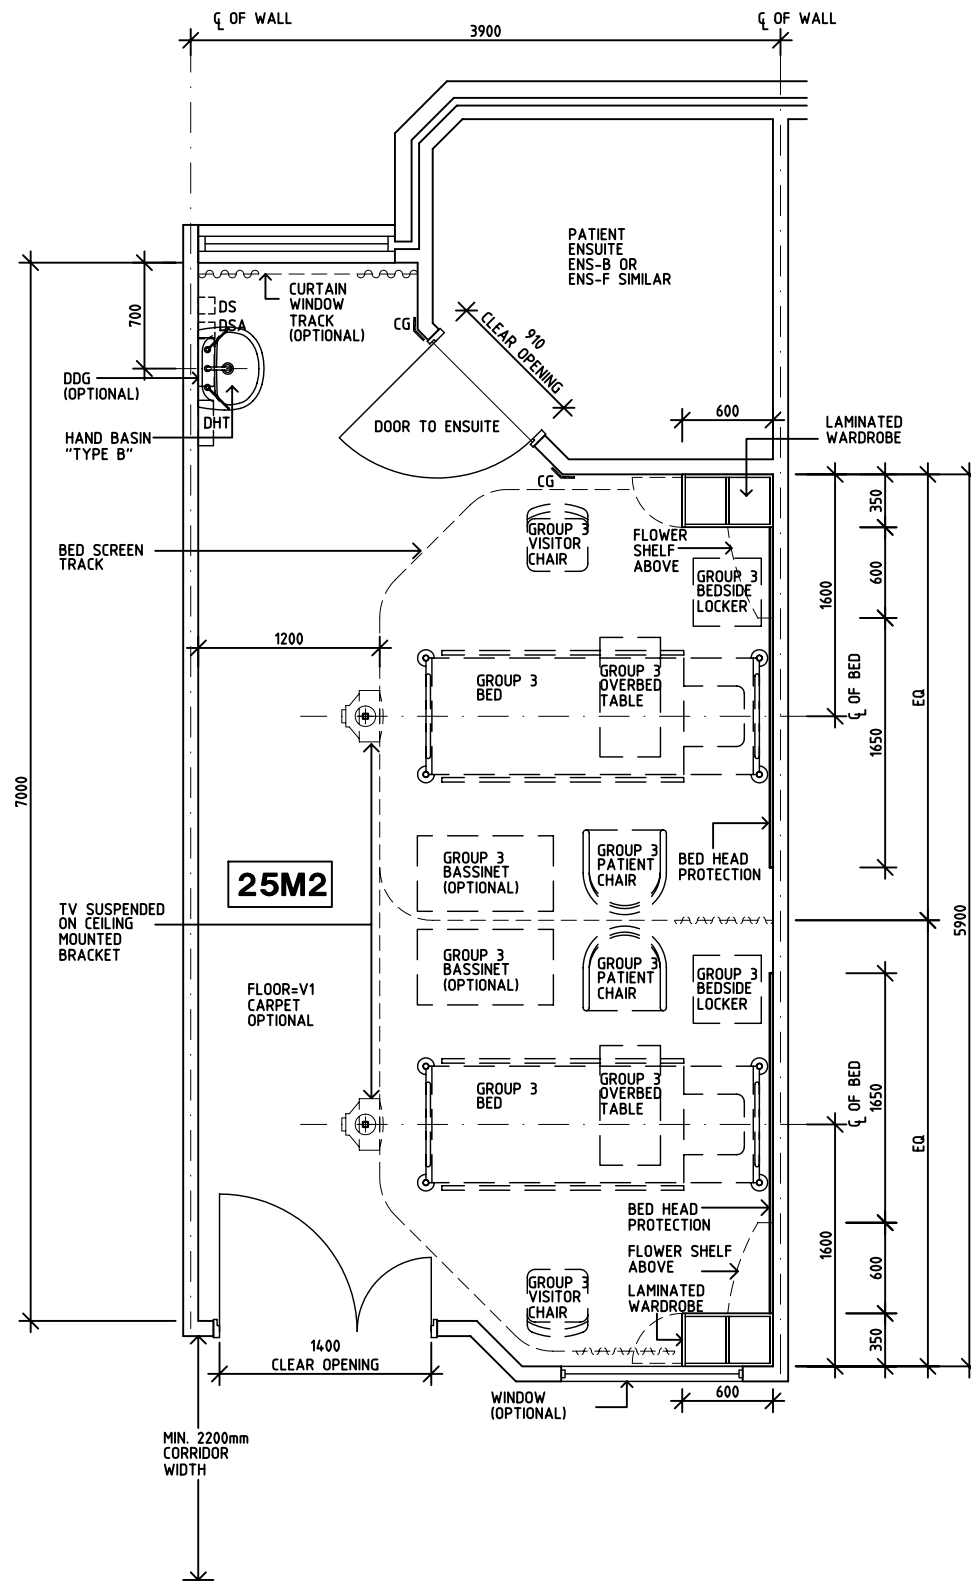 ℄ OF WALL
℄ OF WALL
3900
PATIENT
ENSUITE
ENS-B OR
ENS-F SIMILAR
CURTAIN
WINDOW
TRACK
(OPTIONAL)
700
DS
DSA
CG
910
CLEAR OPENING
DDG
(OPTIONAL)
DHT
HAND BASIN
"TYPE B"
DOOR TO ENSUITE
600
LAMINATED
WARDROBE
CG
350
BED SCREEN
TRACK
GROUP 3
VISITOR
CHAIR
FLOWER
SHELF
ABOVE
GROUP 3
BEDSIDE
LOCKER
600
1600
1200
GROUP 3
BED
GROUP 3
OVERBED
TABLE
℄ OF BED
EQ
1650
7000
GROUP 3
BASSINET
(OPTIONAL)
GROUP 3
PATIENT
CHAIR
BED HEAD
PROTECTION
25M2
TV SUSPENDED
ON CEILING
MOUNTED
BRACKET
5900
GROUP 3
BASSINET
(OPTIONAL)
GROUP 3
PATIENT
CHAIR
GROUP 3
BEDSIDE
LOCKER
FLOOR=V1
CARPET
OPTIONAL
GROUP 3
BED
GROUP 3
OVERBED
TABLE
℄ OF BED
1650
EQ
BED HEAD
PROTECTION
1600
FLOWER SHELF
ABOVE
600
GROUP 3
VISITOR
CHAIR
LAMINATED
WARDROBE
350
1400
CLEAR OPENING
WINDOW
(OPTIONAL)
600
MIN. 2200mm
CORRIDOR
WIDTH